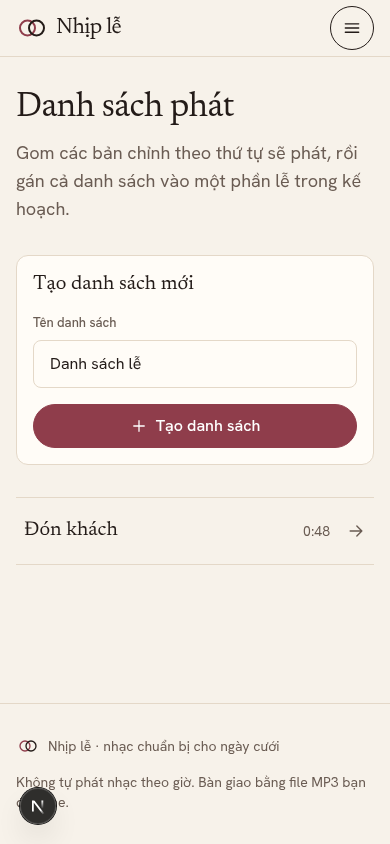 Nhịp lễ
Danh sách phát
Gom các bản chỉnh theo thứ tự sẽ phát, rồi
gán cả danh sách vào một phần lễ trong kế
hoạch.
Tạo danh sách mới
Tên danh sách
Danh sách lễ
Tạo danh sách
Đón khách
0:48
Nhịp lễ · nhạc chuẩn bị cho ngày cưới
Không tự phát nhạc theo giờ. Bàn giao bằng file MP3 bạn
N